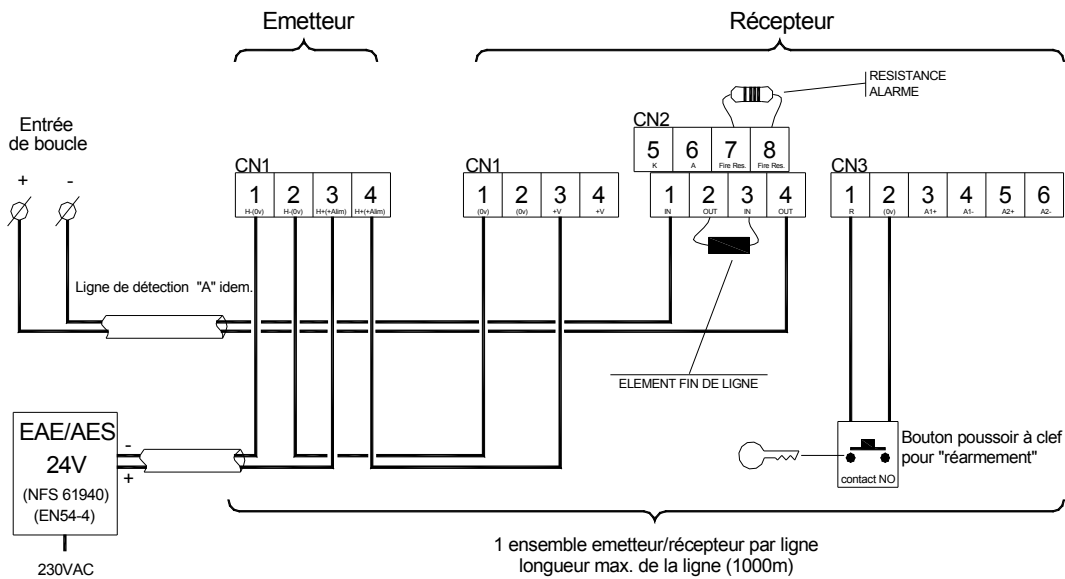 Emetteur
Récepteur
RESISTANCE
ALARME
Entrée
de boucle
+ -
CN2
5 6 7 8
K A Fire Res. Fire Res.
CN1
1 2 3 4
H-(0v) H-(0v) H+(+Alim) H+(+Alim)
CN1
1 2 3 4
(0v) (0v) +V +V
1 2 3 4
IN OUT IN OUT
CN3
1 2 3 4 5 6
R (0v) A1+ A1- A2+ A2-
Ligne de détection "A" idem.
ELEMENT FIN DE LIGNE
EAE/AES
24V
(NFS 61940)
(EN54-4)
-
+
230VAC
Bouton poussoir à clef
pour "réarmement"
contact NO
1 ensemble emetteur/récepteur par ligne
longueur max. de la ligne (1000m)